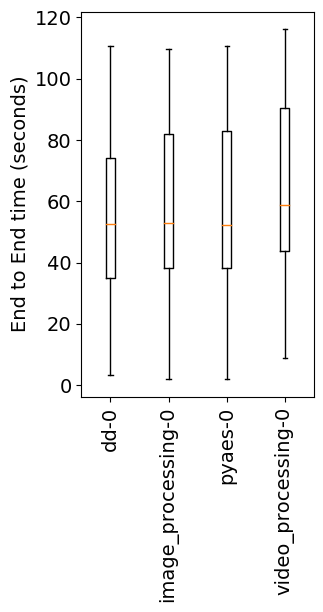 End to End time (seconds)
120
100
80
60
40
20
0
dd-0
image_processing-0
pyaes-0
video_processing-0